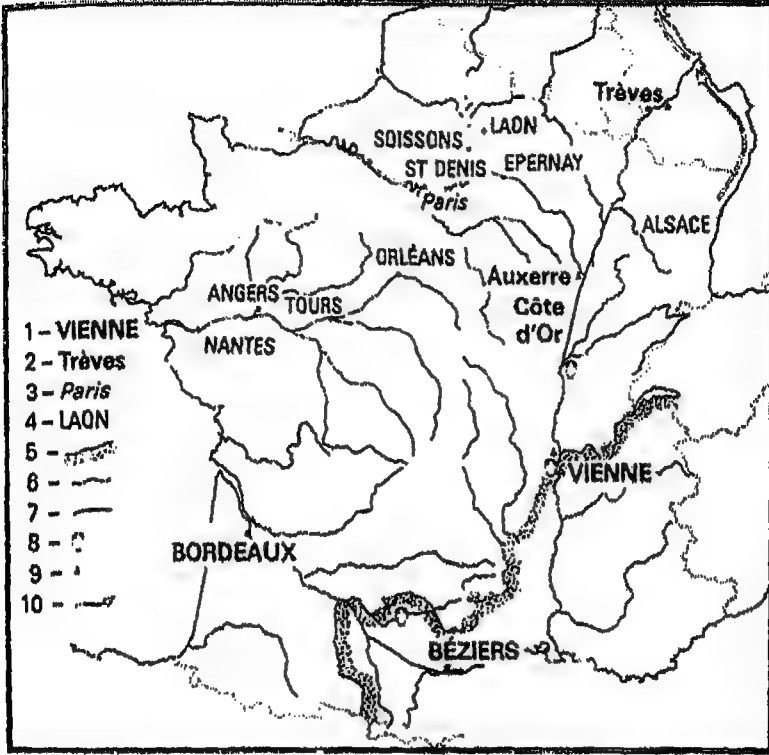 Trèves
LAON
SOISSONS
ST DENIS EPERNAY
Paris
ALSACE
ORLÉANS
Auxerre
Côte
d'Or
ANGERS
TOURS
NANTES
1 - VIENNE
2 - Trèves
3 - Paris
4 - LAON
5 -
6 -
7 -
8 -
9 -
10 -
VIENNE
BORDEAUX
BÉZIERS